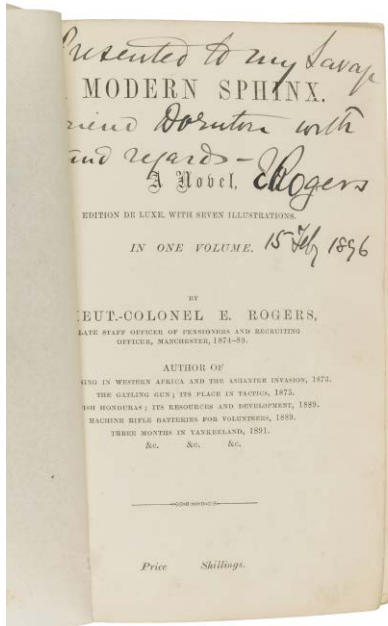 Presented to my Savage
MODERN SPHINX.
friend Dornton with
kind regards - E Rogers
A Novel,
EDITION DE LUXE, WITH SEVEN ILLUSTRATIONS.
IN ONE VOLUME.
15 Feby 1896
BY
LIEUT.-COLONEL E. ROGERS,
LATE STAFF OFFICER OF PENSIONERS AND RECRUITING
OFFICER, MANCHESTER, 1874-89.
AUTHOR OF
IN WESTERN AFRICA AND THE ASHANTEE INVASION, 1873.
THE GATLING GUN; ITS PLACE IN TACTICS, 1875.
HONDURAS; ITS RESOURCES AND DEVELOPMENT, 1889.
MACHINE RIFLE BATTERIES FOR VOLUNTEERS, 1889.
THREE MONTHS IN YANKEELAND, 1891.
&c. &c. &c.
Price Shillings.